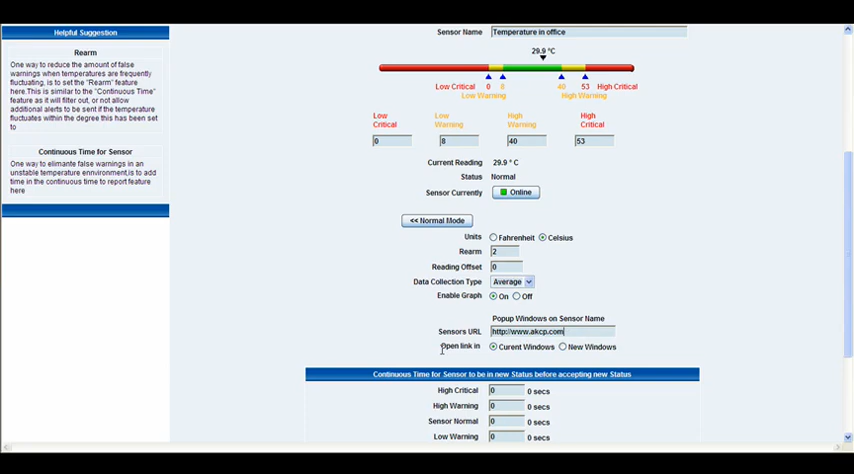 Helpful Suggestion
Rearm
One way to reduce the amount of false
warnings when temperatures are frequently
fluctuating, is to set the "Rearm" feature
here.This is similar to the "Continuous Time"
feature as it will filter out, or not allow
additional alerts to be sent if the temperature
fluctuates within the degree this has been set
to
Continuous Time for Sensor
One way to elimante false warnings in an
unstable temperature ennvironment,is to add
time in the continuous time to report feature
here
Sensor Name Temperature in office
29.9 °C
Low Critical 0 8 40 53 High Critical
Low Warning High Warning
Low Critical
Low Warning
High Warning
High Critical
0 8 40 53
Current Reading 29.9 ° C
Status Normal
Sensor Currently Online
<< Normal Mode
Units Fahrenheit Celsius
Rearm 2
Reading Offset 0
Data Collection Type Average
Enable Graph On Off
Popup Windows on Sensor Name
Sensors URL http://www.akcp.com
Open link in Curent Windows New Windows
Continuous Time for Sensor to be in new Status before accepting new Status
High Critical 0 0 secs
High Warning 0 0 secs
Sensor Normal 0 0 secs
Low Warning 0 0 secs